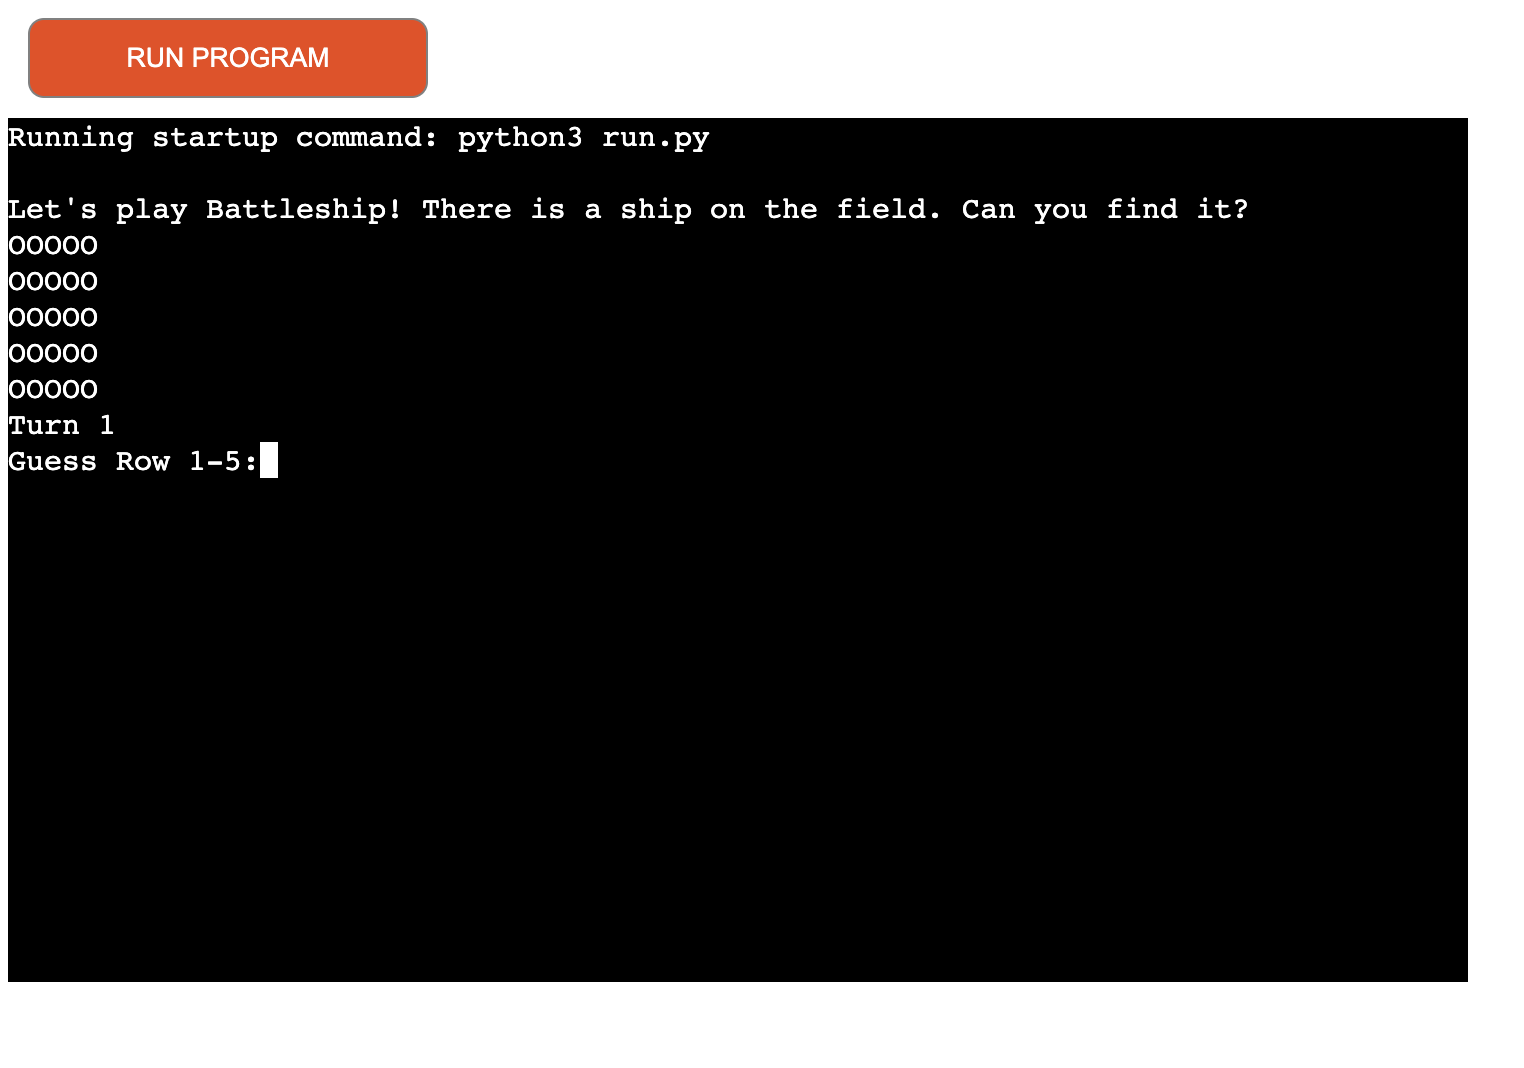 RUN PROGRAM
Running startup command: python3 run.py
Let's play Battleship! There is a ship on the field. Can you find it?
OOOOO
OOOOO
OOOOO
OOOOO
OOOOO
Turn 1
Guess Row 1-5: